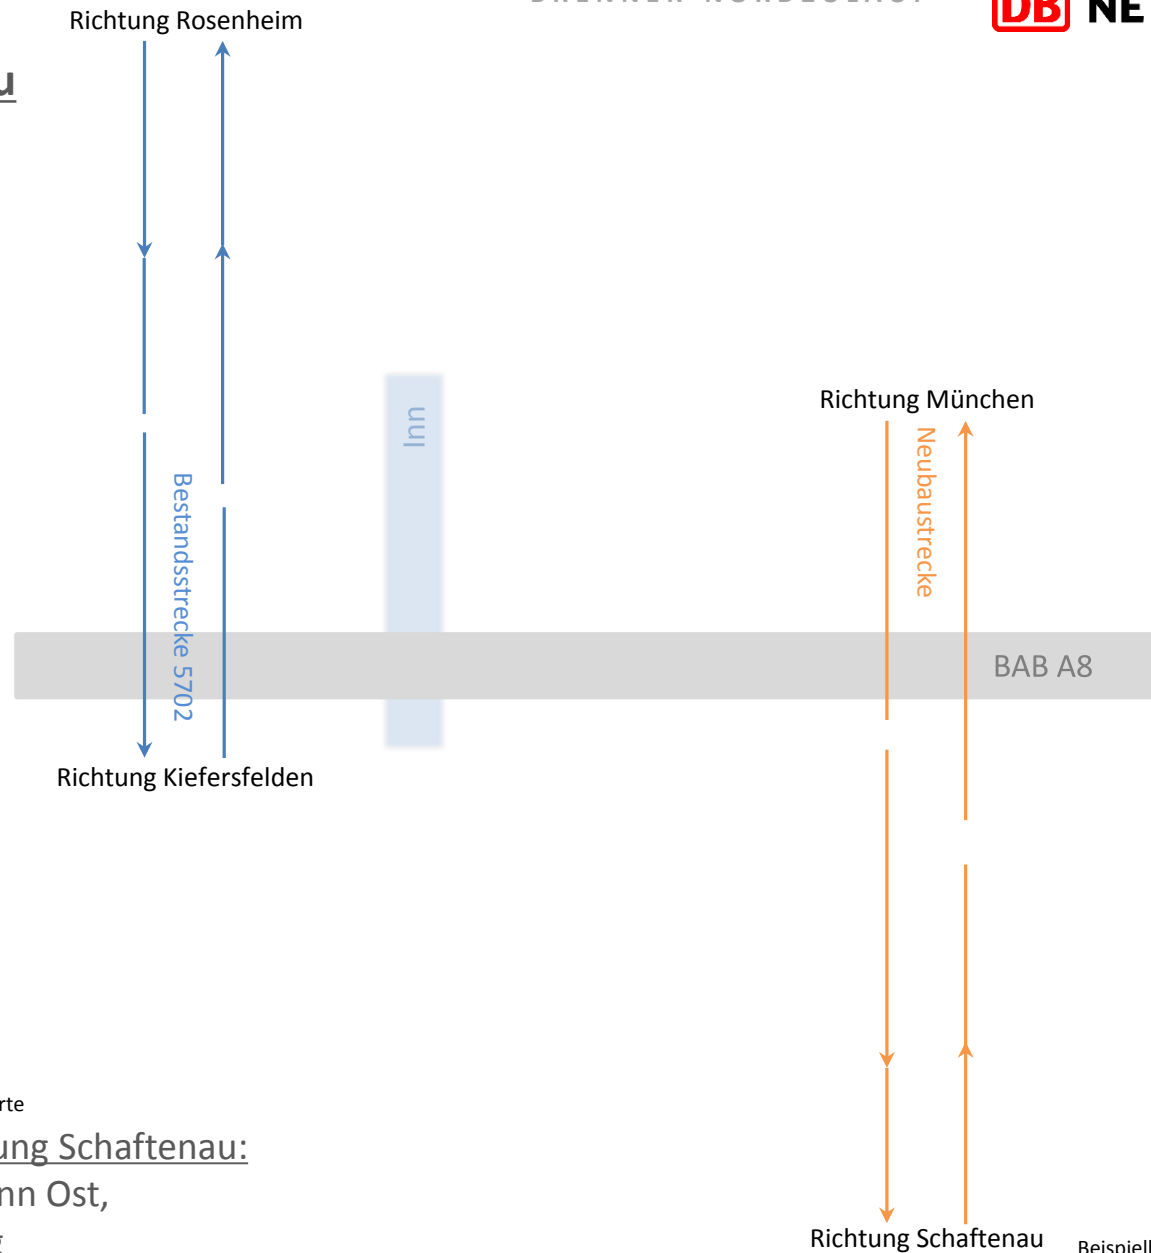 Richtung Rosenheim
DB NE
u
Richtung München
Inn
Neubaustrecke
Bestandsstrecke 5702
BAB A8
Richtung Kiefersfelden
rte
ung Schaftenau:
nn Ost,
Richtung Schaftenau
Beispiell